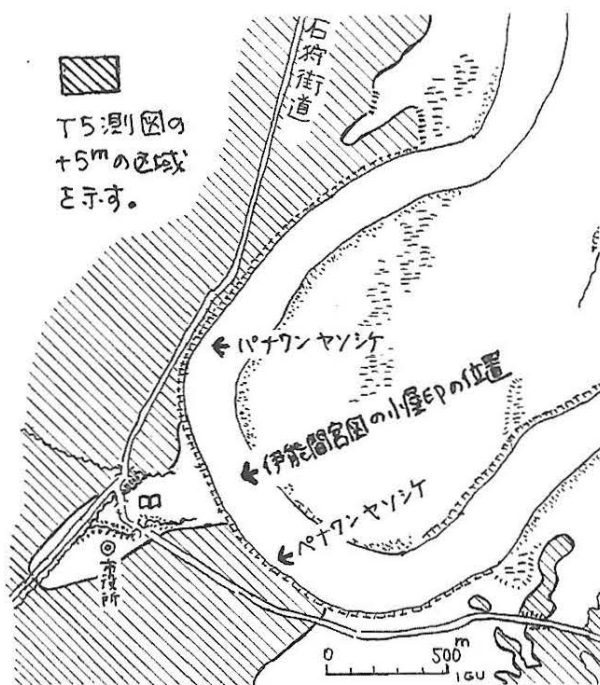 石狩街道
T5測図の
+5mの区域
を示す。
パナワンヤソシケ
伊能間宮図の小屋印の位置
ペナワンヤソシケ
市役所
0 200m
IGU